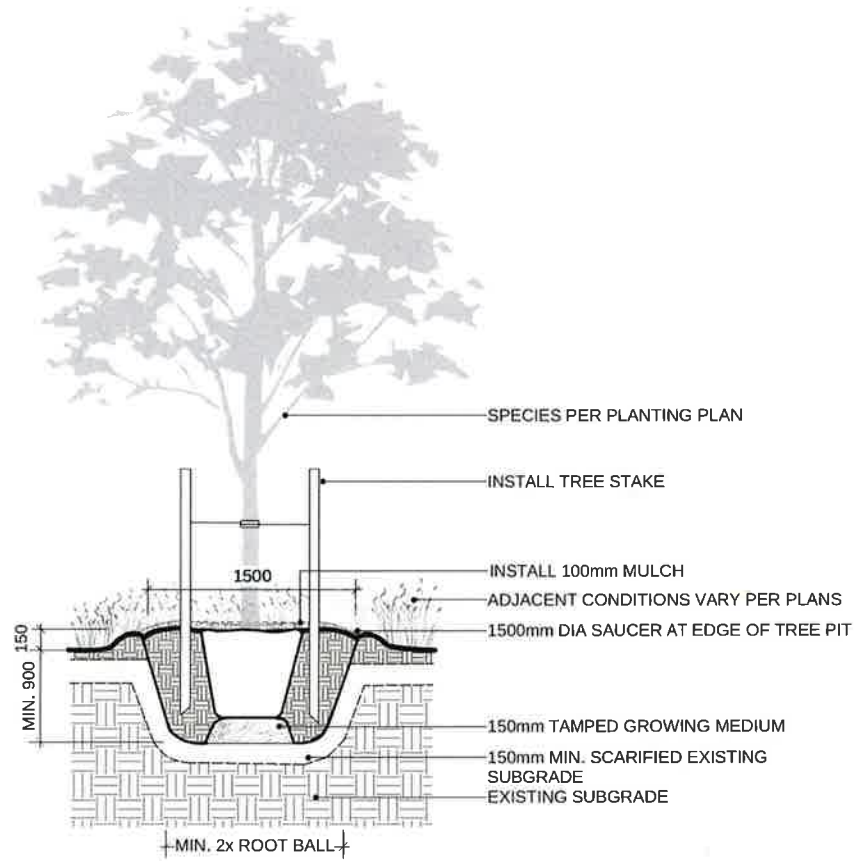 SPECIES PER PLANTING PLAN
INSTALL TREE STAKE
1500
INSTALL 100mm MULCH
ADJACENT CONDITIONS VARY PER PLANS
1500mm DIA SAUCER AT EDGE OF TREE PIT
150
MIN. 900
150mm TAMPED GROWING MEDIUM
150mm MIN. SCARIFIED EXISTING
SUBGRADE
EXISTING SUBGRADE
MIN. 2x ROOT BALL